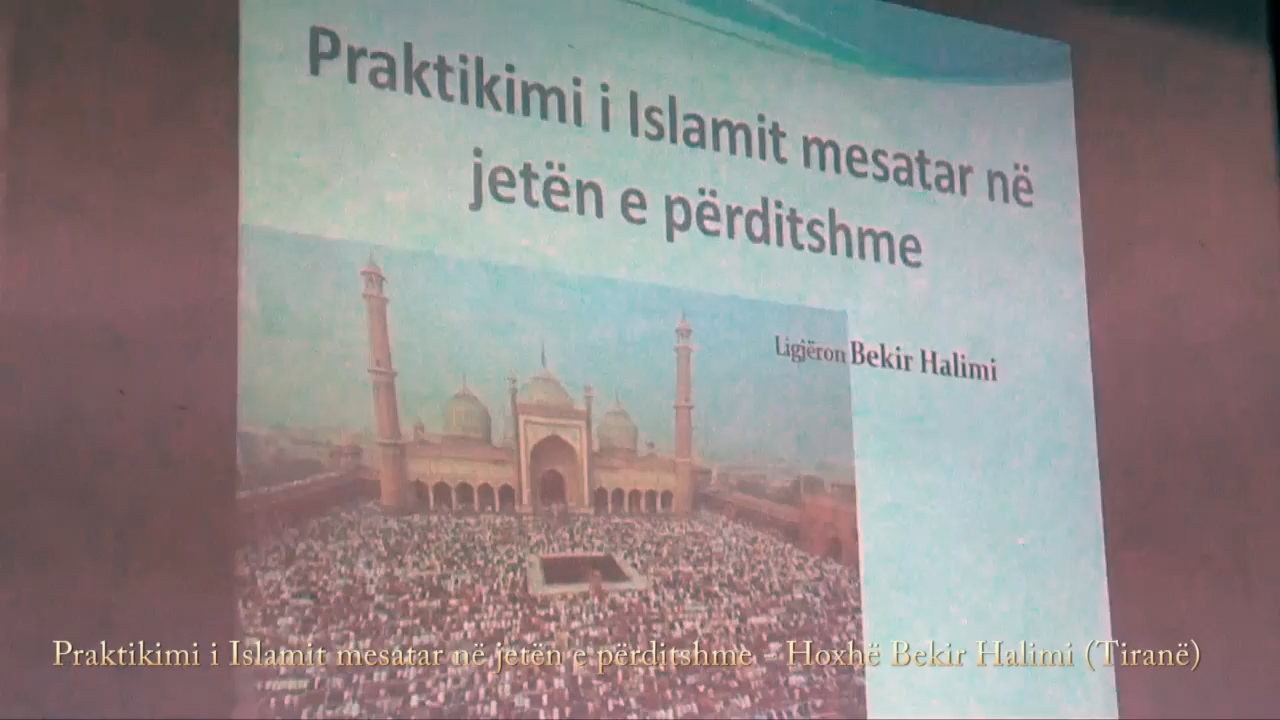 Praktikimi i Islamit mesatar në
jetën e përditshme
Ligjëron Bekir Halimi
Praktikimi i Islamit mesatar në jetën e përditshme - Hoxhë Bekir Halimi (Tiranë)